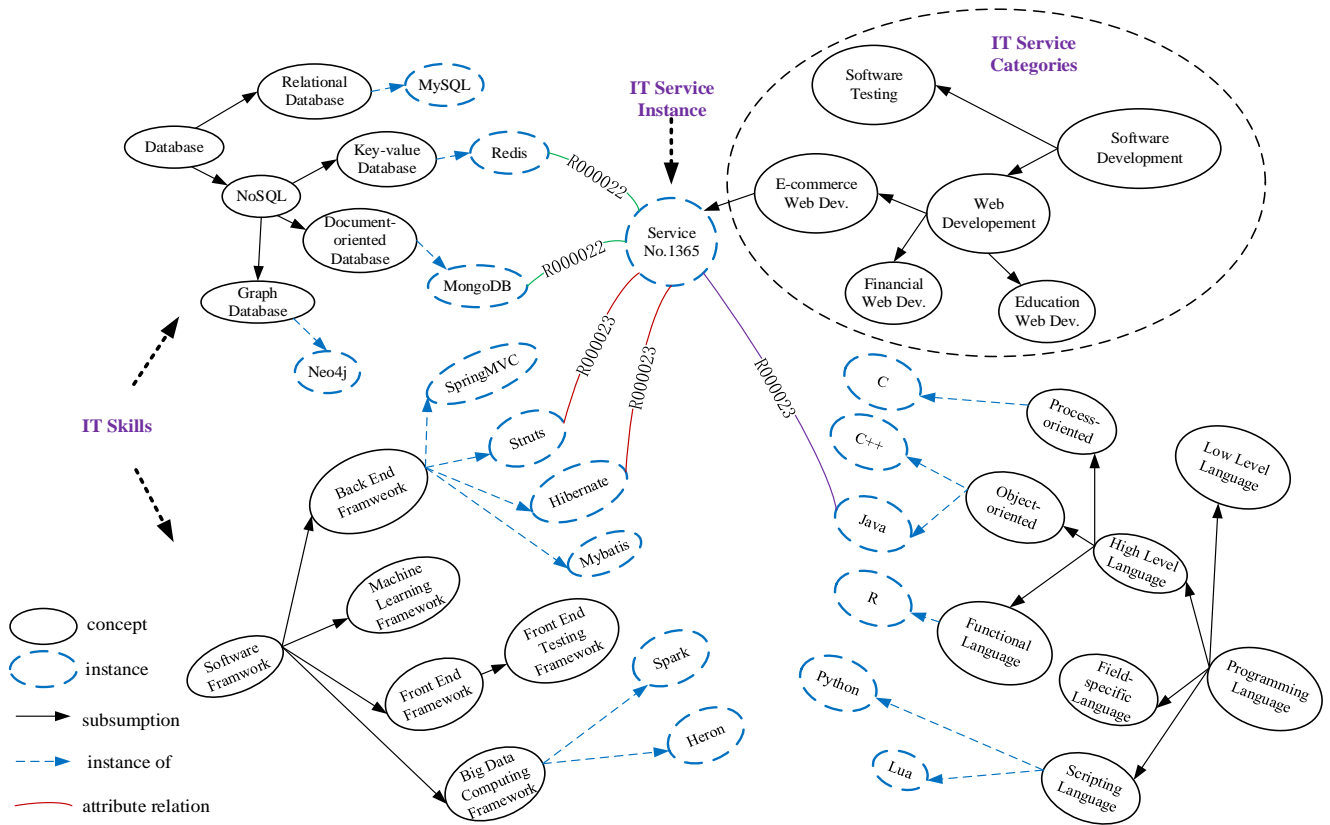 IT Service
Categories
Software
Testing
Software
Development
E-commerce
Web Dev.
Web
Developement
Financial
Web Dev.
Education
Web Dev.
IT Service
Instance
Service
No.1365
Relational
Database
MySQL
Database
Key-value
Database
Redis
R000022
NoSQL
Document-
oriented
Database
MongoDB
R000022
Graph
Database
Neo4j
IT Skills
R000023
R000023
R000023
SpringMVC
Struts
Back End
Framweork
Hibernate
Mybatis
Machine
Learning
Framework
Software
Framwork
Front End
Framework
Front End
Testing
Framework
Spark
Heron
Big Data
Computing
Framework
C
Process-
oriented
C++
Low Level
Language
Object-
oriented
Java
High Level
Language
R
Functional
Language
Field-
specific
Language
Programming
Language
Python
Lua
Scripting
Language
concept
instance
subsumption
instance of
attribute relation